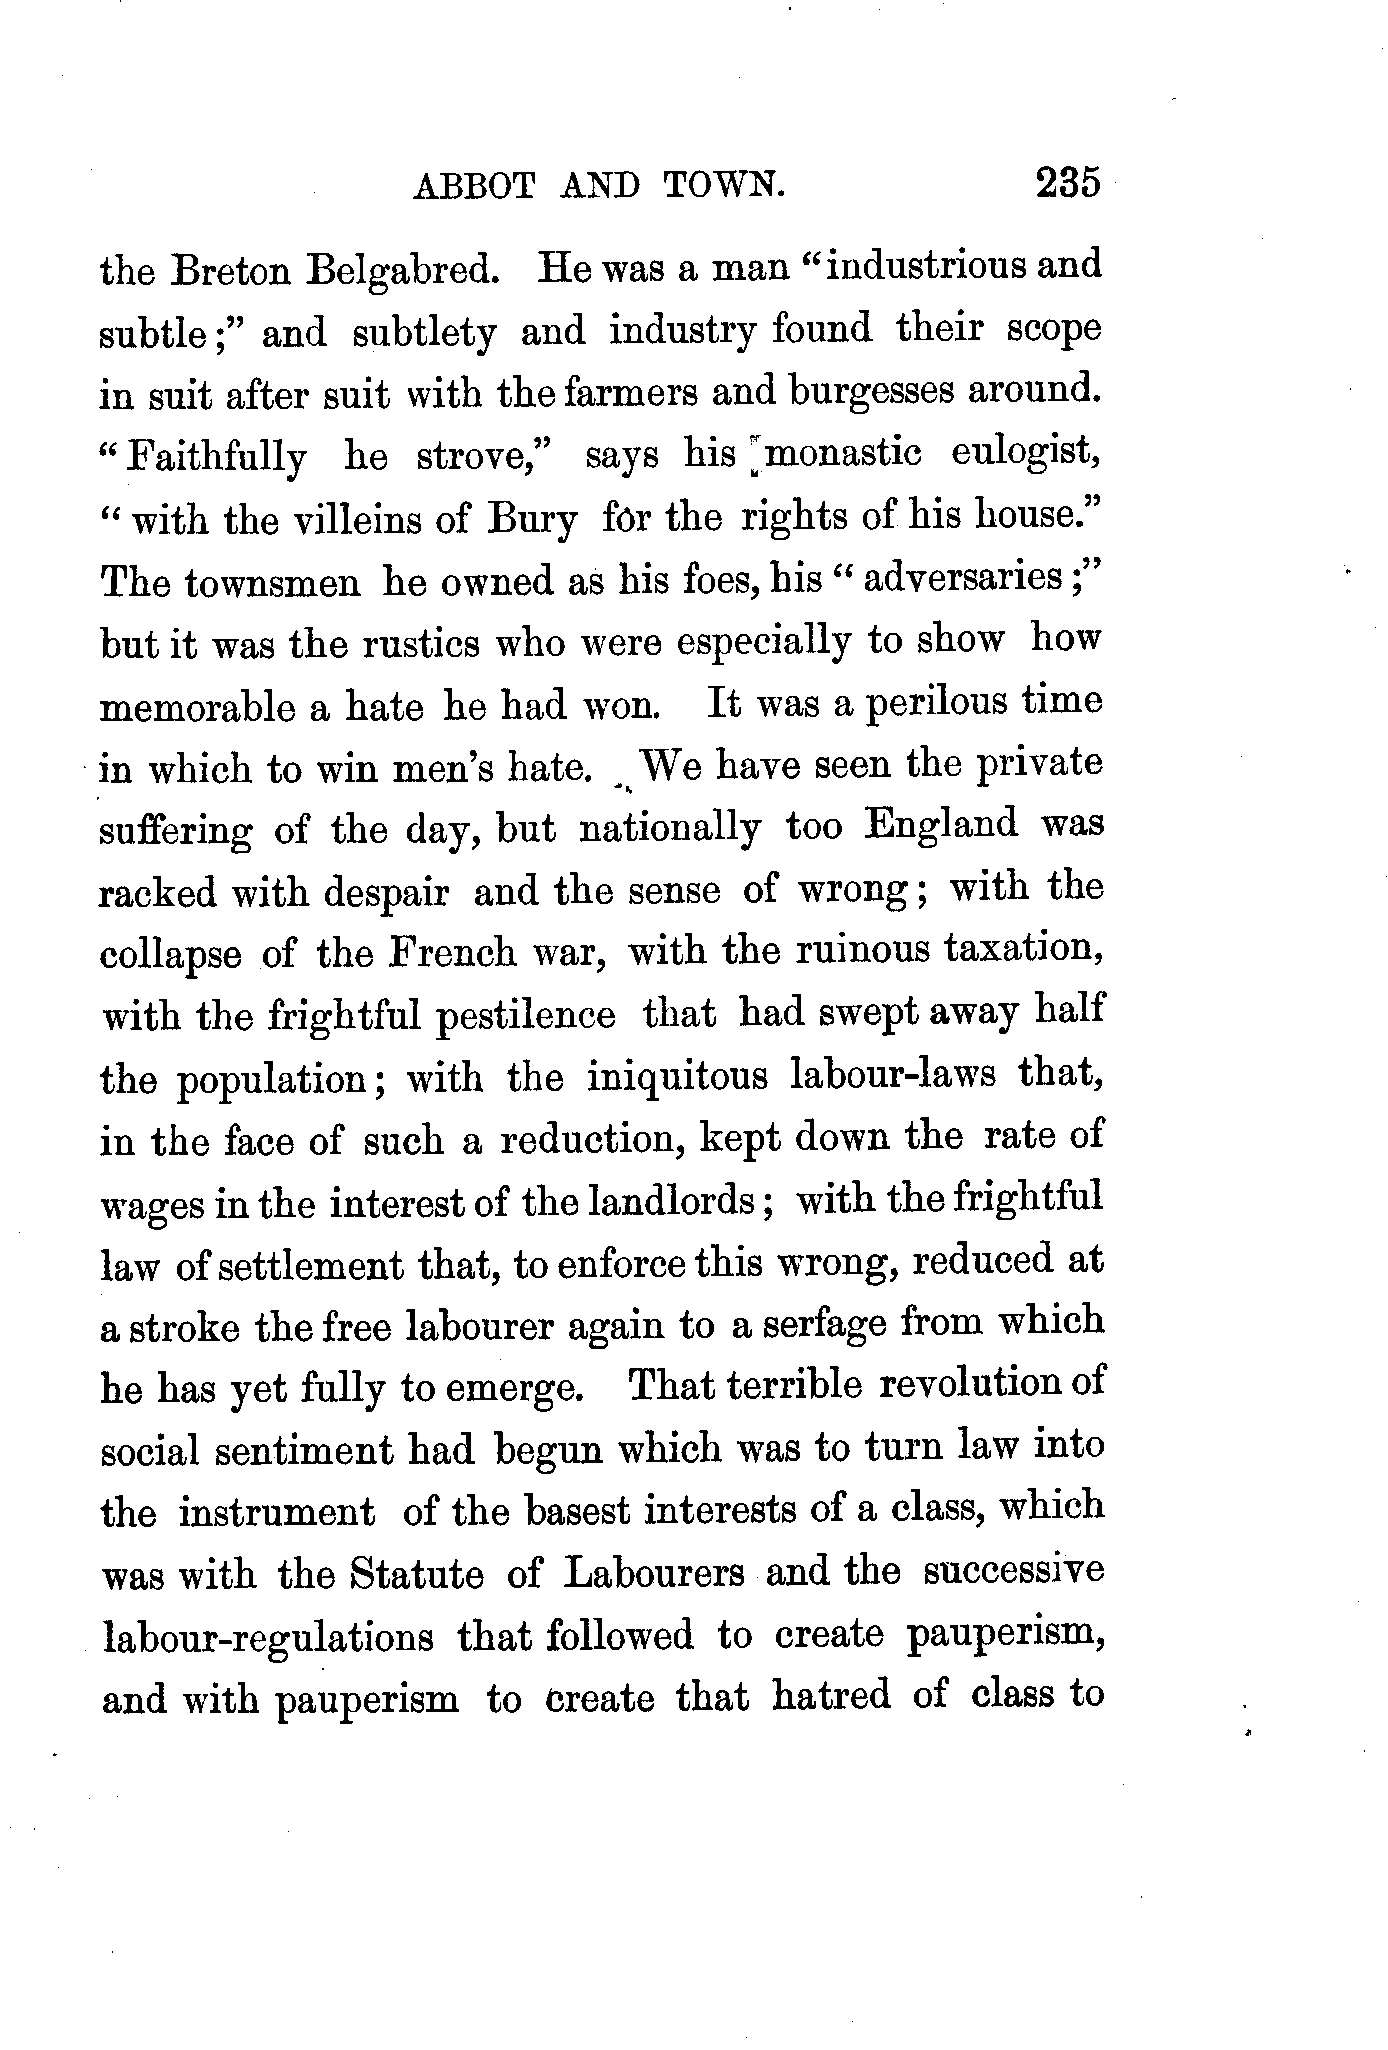 ABBOT AND TOWN. 235
the Breton Belgabred. He was a man “industrious and
subtle;” and subtlety and industry found their scope
in suit after suit with the farmers and burgesses around.
“Faithfully he strove,” says his monastic eulogist,
“with the villeins of Bury for the rights of his house.”
The townsmen he owned as his foes, his “adversaries;”
but it was the rustics who were especially to show how
memorable a hate he had won. It was a perilous time
in which to win men's hate. We have seen the private
suffering of the day, but nationally too England was
racked with despair and the sense of wrong; with the
collapse of the French war, with the ruinous taxation,
with the frightful pestilence that had swept away half
the population; with the iniquitous labour-laws that,
in the face of such a reduction, kept down the rate of
wages in the interest of the landlords; with the frightful
law of settlement that, to enforce this wrong, reduced at
a stroke the free labourer again to a serfage from which
he has yet fully to emerge. That terrible revolution of
social sentiment had begun which was to turn law into
the instrument of the basest interests of a class, which
was with the Statute of Labourers and the successive
labour-regulations that followed to create pauperism,
and with pauperism to create that hatred of class to